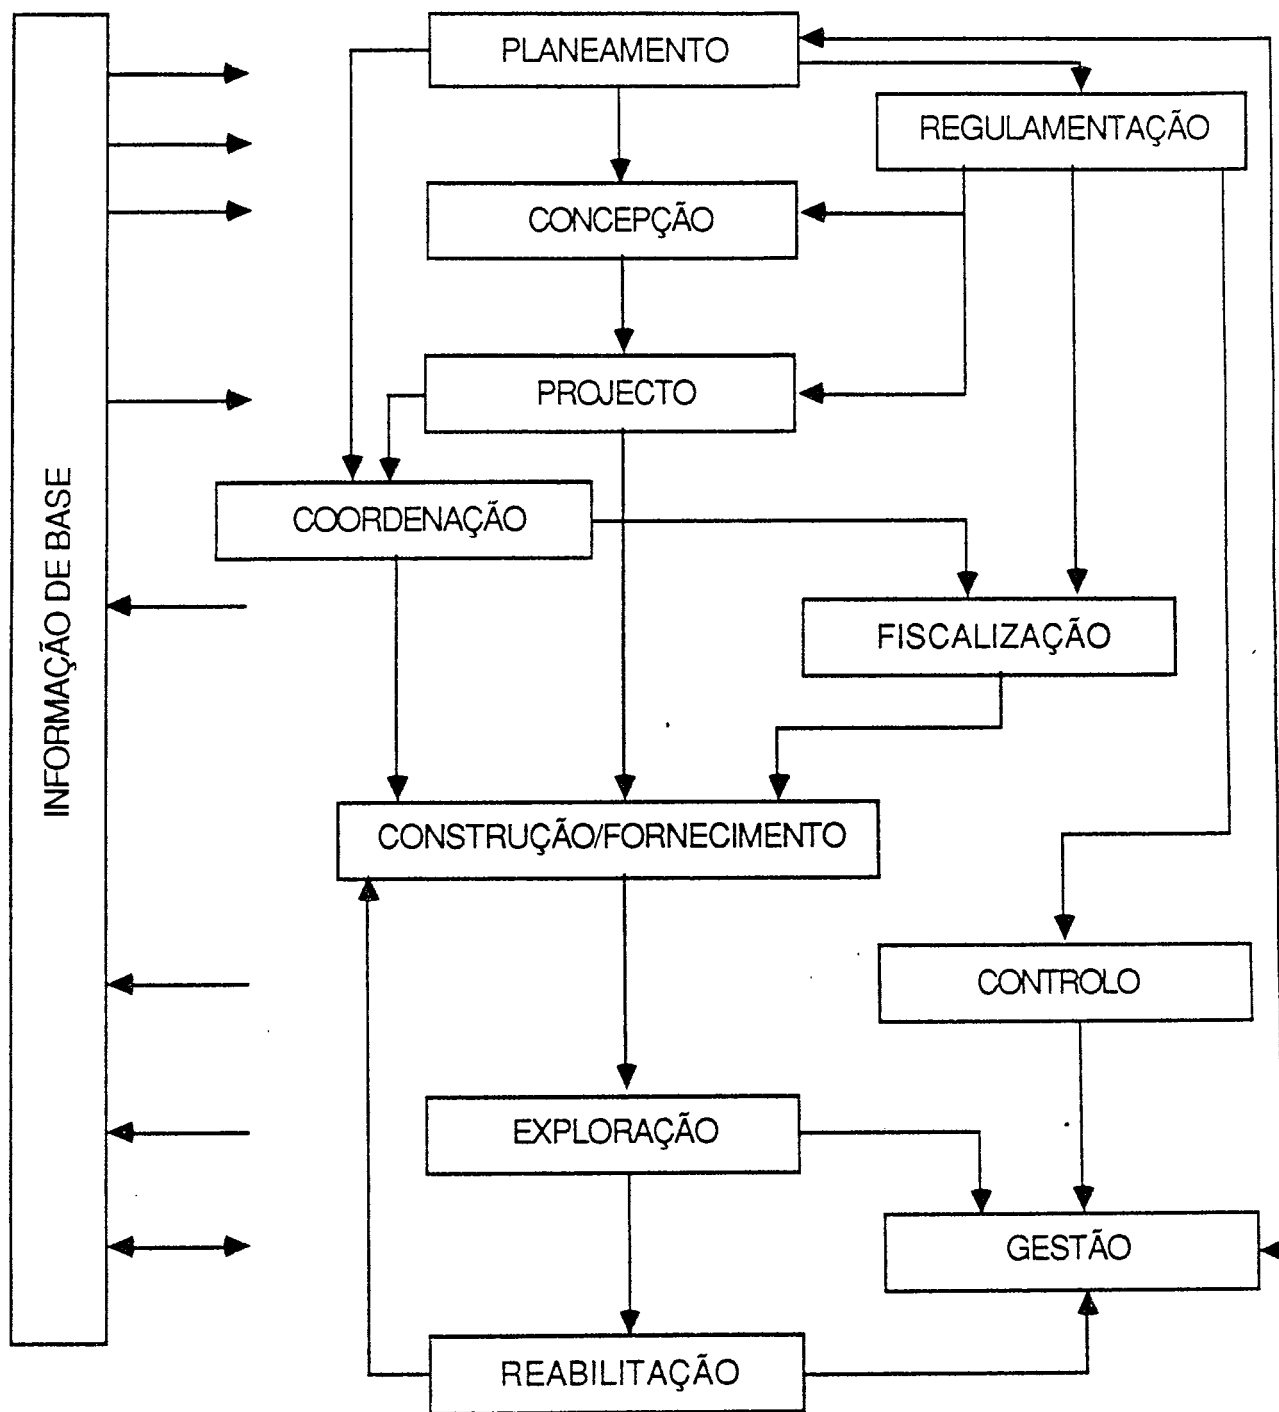 PLANEAMENTO
REGULAMENTAÇÃO
CONCEPÇÃO
PROJECTO
COORDENAÇÃO
FISCALIZAÇÃO
INFORMAÇÃO DE BASE
CONSTRUÇÃO/FORNECIMENTO
CONTROLO
EXPLORAÇÃO
GESTÃO
REABILITAÇÃO